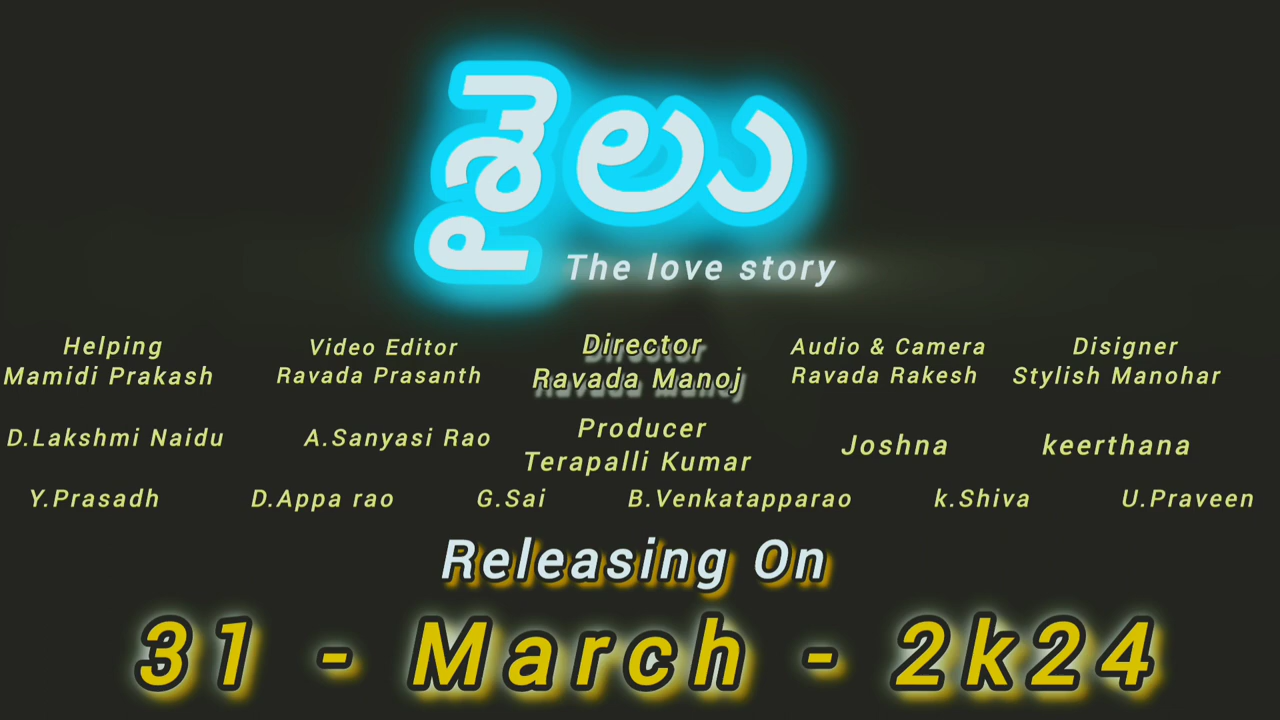 శైలు
The love story
Helping Video Editor Director Audio & Camera Disigner
Mamidi Prakash Ravada Prasanth Ravada Manoj Ravada Rakesh Stylish Manohar
Producer
D.Lakshmi Naidu A.Sanyasi Rao Terapalli Kumar Joshna keerthana
Y.Prasadh D.Appa rao G.Sai B.Venkatapparao k.Shiva U.Praveen
Releasing On
31 - March - 2k24